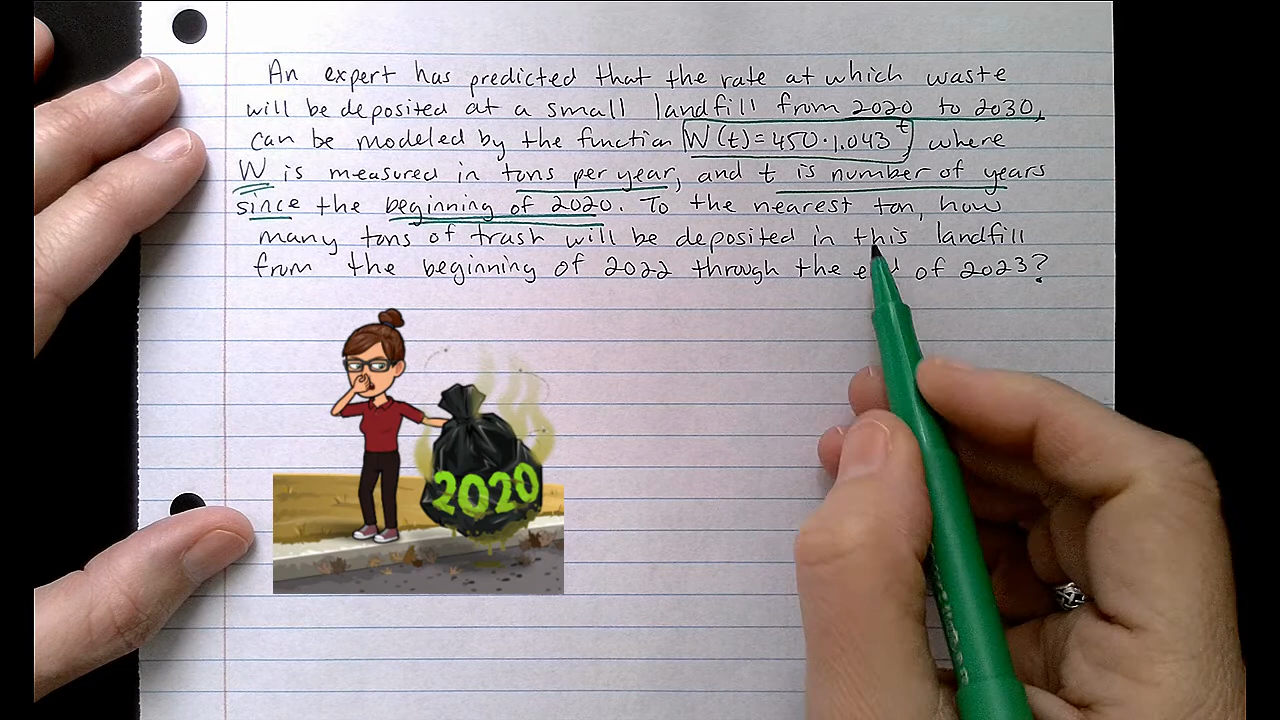 An expert has predicted that the rate at which waste
will be deposited at a small landfill from 2020 to 2030,
can be modeled by the function W(t)=450·1.043^t where
W is measured in tons per year, and t is number of years
since the beginning of 2020. To the nearest ton, how
many tons of trash will be deposited in this landfill
from the beginning of 2022 through the end of 2023?
2020